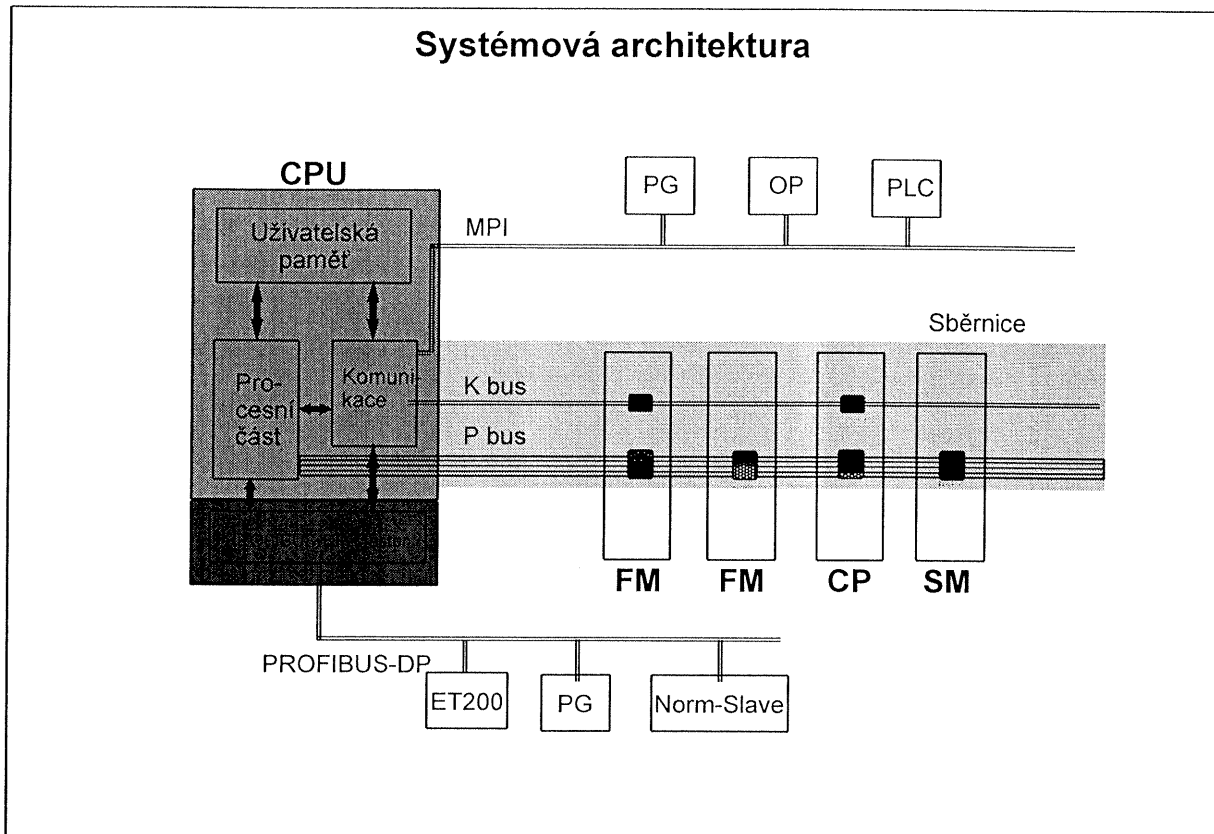 Systémová architektura
CPU
PG
OP
PLC
Uživatelská
paměť
MPI
Sběrnice
Pro-
cesní
část
Komuni-
kace
K bus
P bus
FM
FM
CP
SM
PROFIBUS-DP
ET200
PG
Norm-Slave